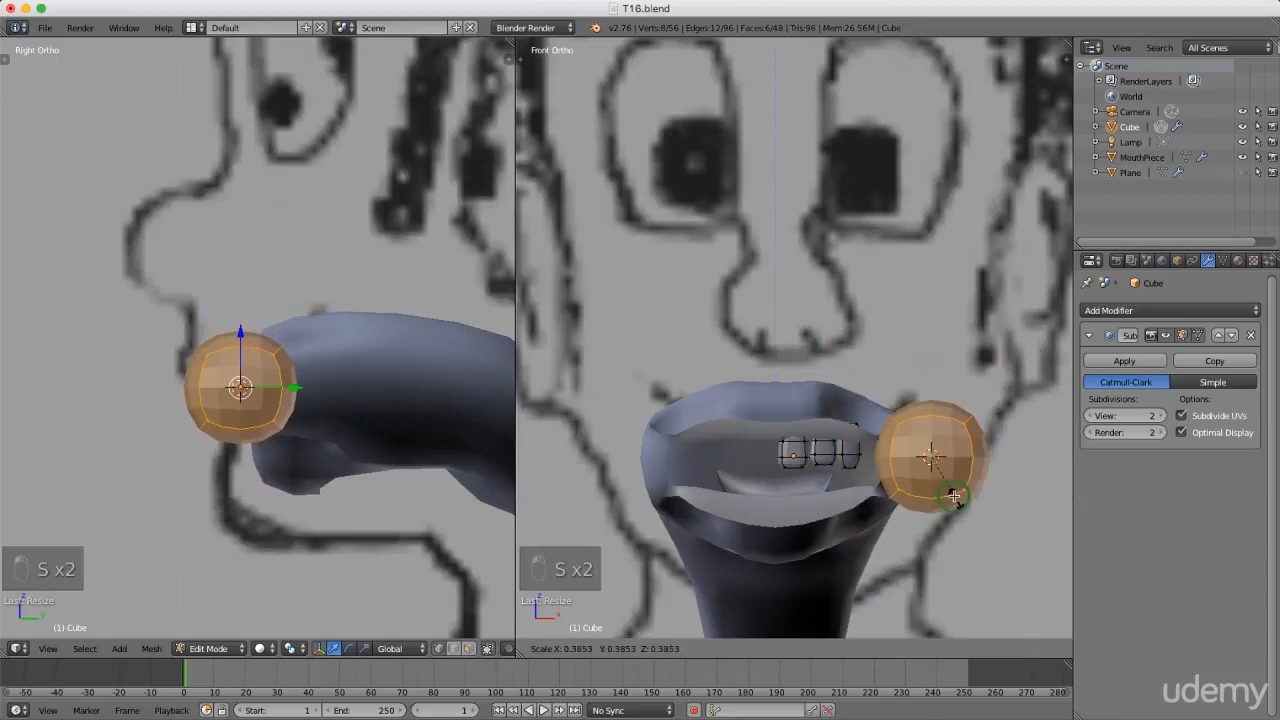 T16.blend
File Render Window Help Default Scene Blender Render v2.76 | Verts:8/56 | Edges:12/96 | Faces:6/48 | Tris:96 | Mem:26.56M | Cube
View Search All Scenes
Right Ortho
Front Ortho
Scene
RenderLayers
World
Camera
Cube
Lamp
MouthPiece
Plane
Cube
Add Modifier
Sub
Apply Copy
Catmull-Clark Simple
Subdivisions: Options:
View: 2 Subdivide UVs
Render: 2 Optimal Display
S x2
S x2
Last Resize
Last Resize
z y
z x
(1) Cube
(1) Cube
View Select Add Mesh Edit Mode Global Scale X: 0.3853 Y: 0.3853 Z: 0.3853
-50 -40 -30 -20 -10 0 10 20 30 40 50 60 70 80 90 100 110 120 130 140 150 160 170 180 190 200 210 220 230 240 250 260 270 280
View Marker Frame Playback Start: 1 End: 250 1 No Sync
udemy